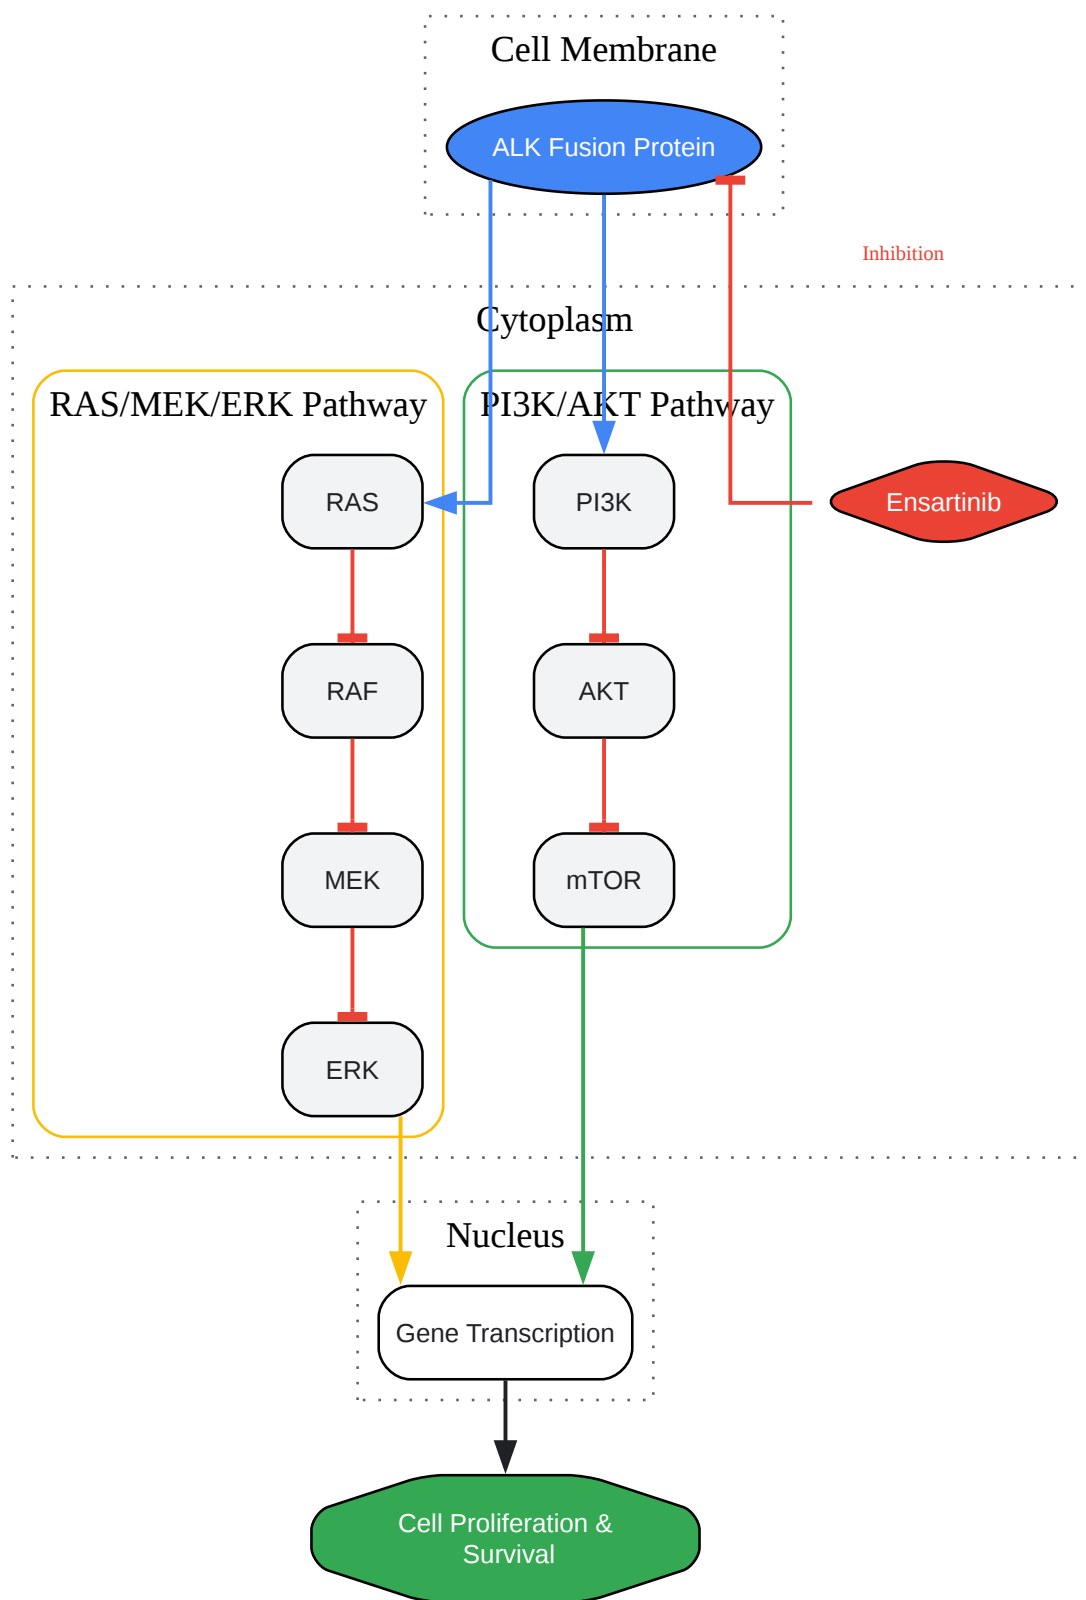 Cell Membrane
ALK Fusion Protein
Inhibition
Cytoplasm
RAS/MEK/ERK Pathway
PI3K/AKT Pathway
RAS
PI3K
Ensartinib
RAF
AKT
MEK
mTOR
ERK
Nucleus
Gene Transcription
Cell Proliferation &
Survival